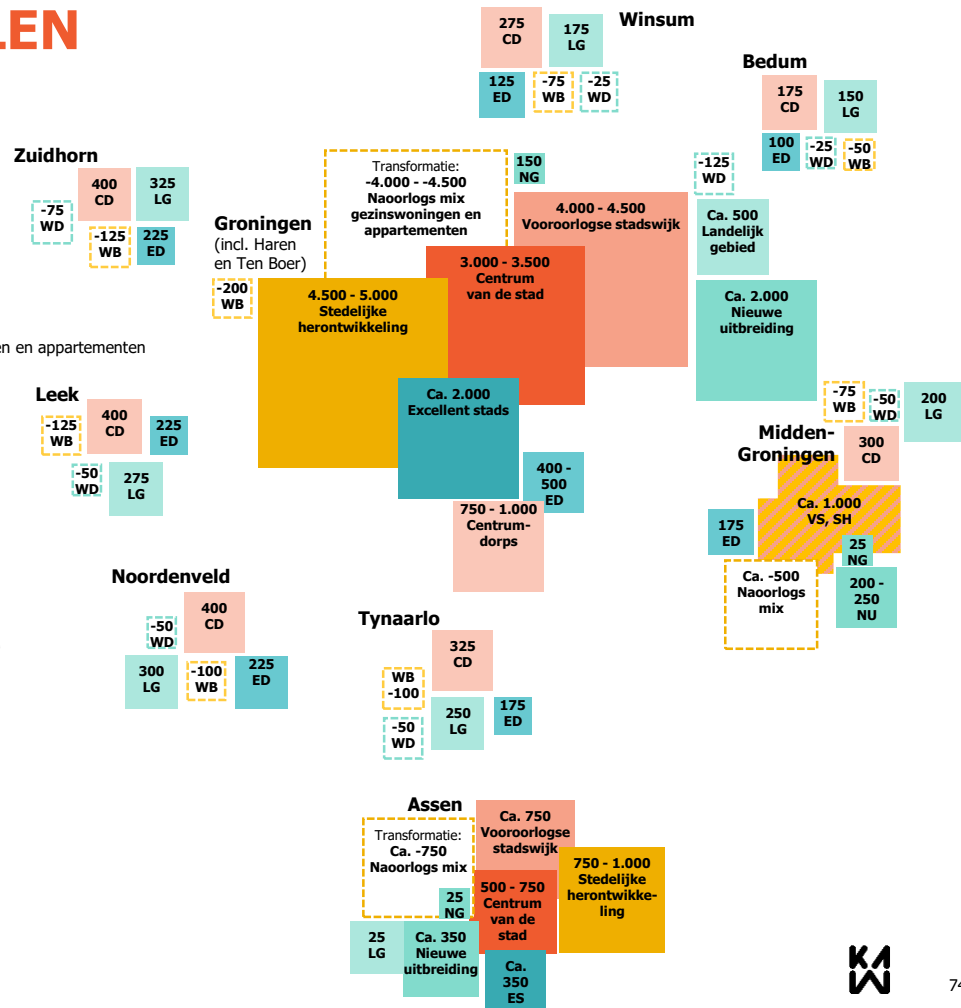 LEN
Winsum
275
CD
175
LG
125
ED
-75
WB
-25
WD
Bedum
175
CD
150
LG
100
ED
-25
WD
-50
WB
Zuidhorn
400
CD
325
LG
-75
WD
-125
WB
225
ED
Groningen
(incl. Haren
en Ten Boer)
-200
WB
Transformatie:
-4.000 - -4.500
Naoorlogs mix
gezinswoningen en
appartementen
150
NG
4.000 - 4.500
Vooroorlogse stadswijk
3.000 - 3.500
Centrum
van de stad
4.500 - 5.000
Stedelijke
herontwikkeling
-125
WD
Ca. 500
Landelijk
gebied
Ca. 2.000
Nieuwe
uitbreiding
Ca. 2.000
Excellent stads
400 -
500
ED
750 - 1.000
Centrum-
dorps
en en appartementen
Leek
-125
WB
400
CD
225
ED
-50
WD
275
LG
Midden-
Groningen
-75
WB
-50
WD
200
LG
300
CD
Ca. 1.000
VS, SH
175
ED
25
NG
Ca. -500
Naoorlogs
mix
200 -
250
NU
Noordenveld
400
CD
-50
WD
300
LG
-100
WB
225
ED
Tynaarlo
325
CD
WB
-100
250
LG
175
ED
-50
WD
Assen
Transformatie:
Ca. -750
Naoorlogs mix
Ca. 750
Vooroorlogse
stadswijk
750 - 1.000
Stedelijke
herontwikke-
ling
25
NG
500 - 750
Centrum
van de
stad
25
LG
Ca. 350
Nieuwe
uitbreiding
Ca.
350
ES
KAW
74